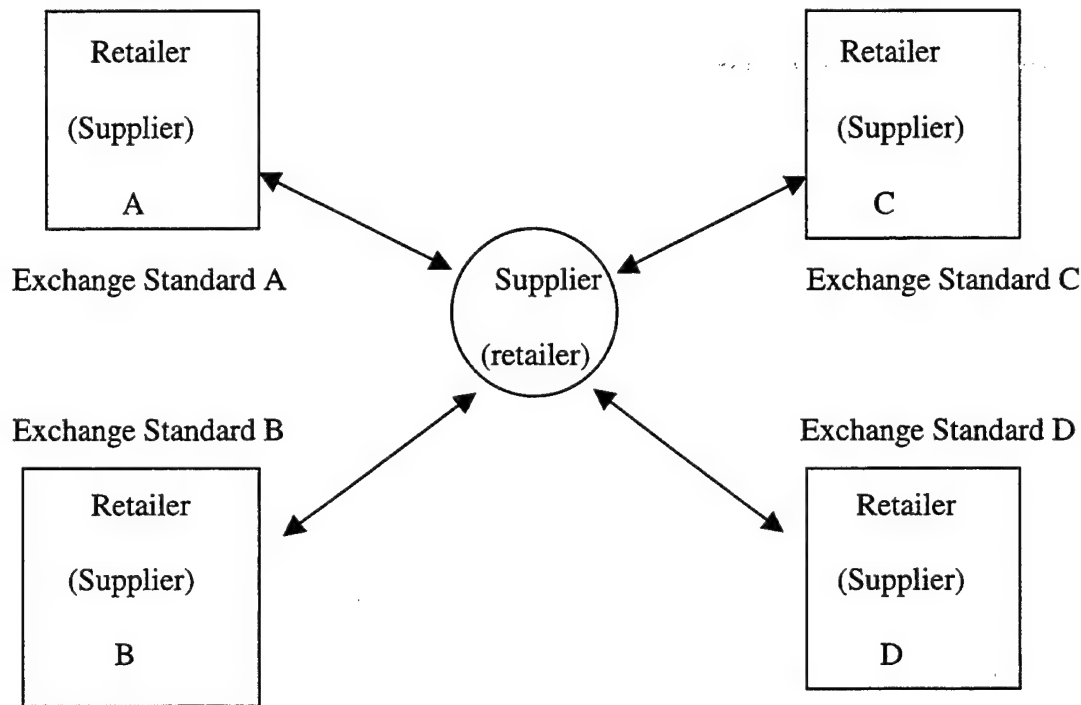 Retailer
(Supplier)
A
Exchange Standard A
Retailer
(Supplier)
C
Exchange Standard C
Supplier
(retailer)
Exchange Standard B
Retailer
(Supplier)
B
Exchange Standard D
Retailer
(Supplier)
D